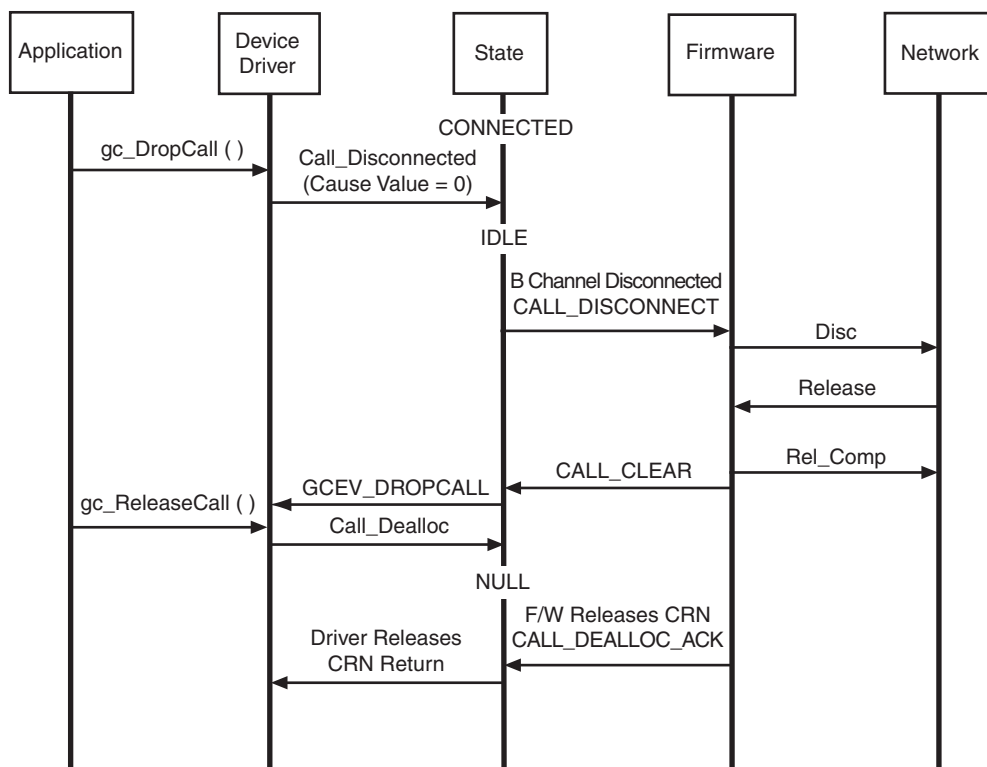 Application
Device
Driver
State
Firmware
Network
CONNECTED
gc_DropCall ( )
Call_Disconnected
(Cause Value = 0)
IDLE
B Channel Disconnected
CALL_DISCONNECT
Disc
Release
Rel_Comp
CALL_CLEAR
GCEV_DROPCALL
gc_ReleaseCall ( )
Call_Dealloc
NULL
F/W Releases CRN
CALL_DEALLOC_ACK
Driver Releases
CRN Return